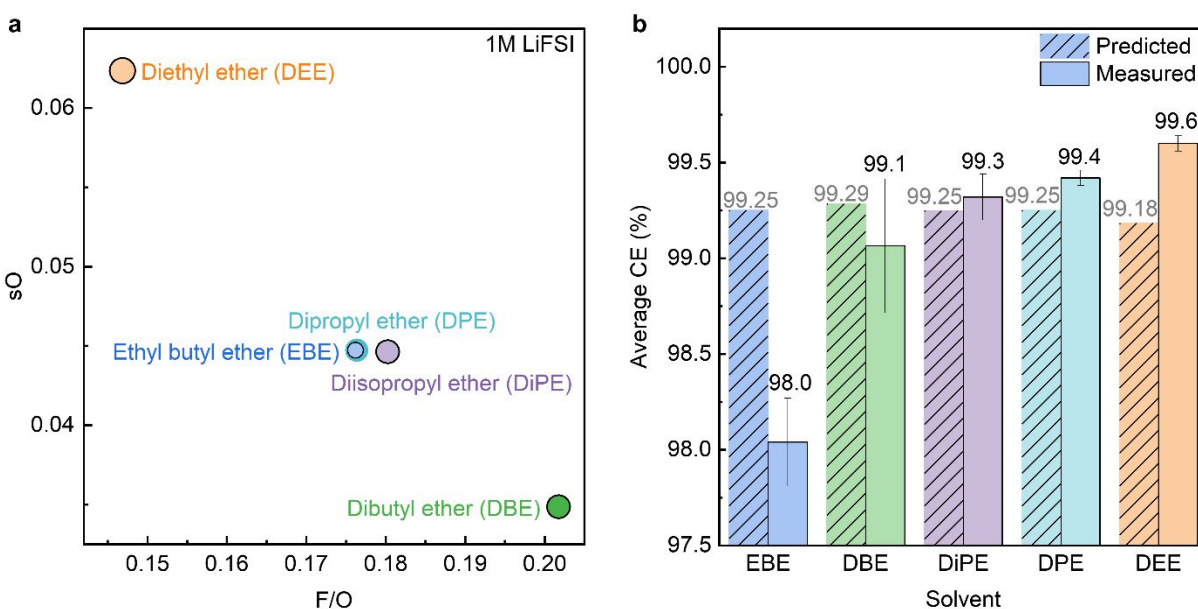 a
1M LiFSI
Diethyl ether (DEE)
Dipropyl ether (DPE)
Ethyl butyl ether (EBE)
Diisopropyl ether (DiPE)
Dibutyl ether (DBE)
0.06
0.05
0.04
sO
0.15 0.16 0.17 0.18 0.19 0.20
F/O
b
Predicted
Measured
100.0
99.5
99.0
98.5
98.0
97.5
Average CE (%)
99.25 98.0 99.29 99.1 99.25 99.3 99.25 99.4 99.18 99.6
EBE DBE DiPE DPE DEE
Solvent